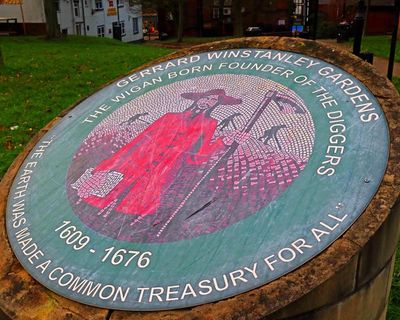 GERRARD WINSTANLEY GARDENS
THE WIGAN BORN FOUNDER OF THE DIGGERS
1609 - 1676
THE EARTH WAS MADE A COMMON TREASURY FOR ALL"